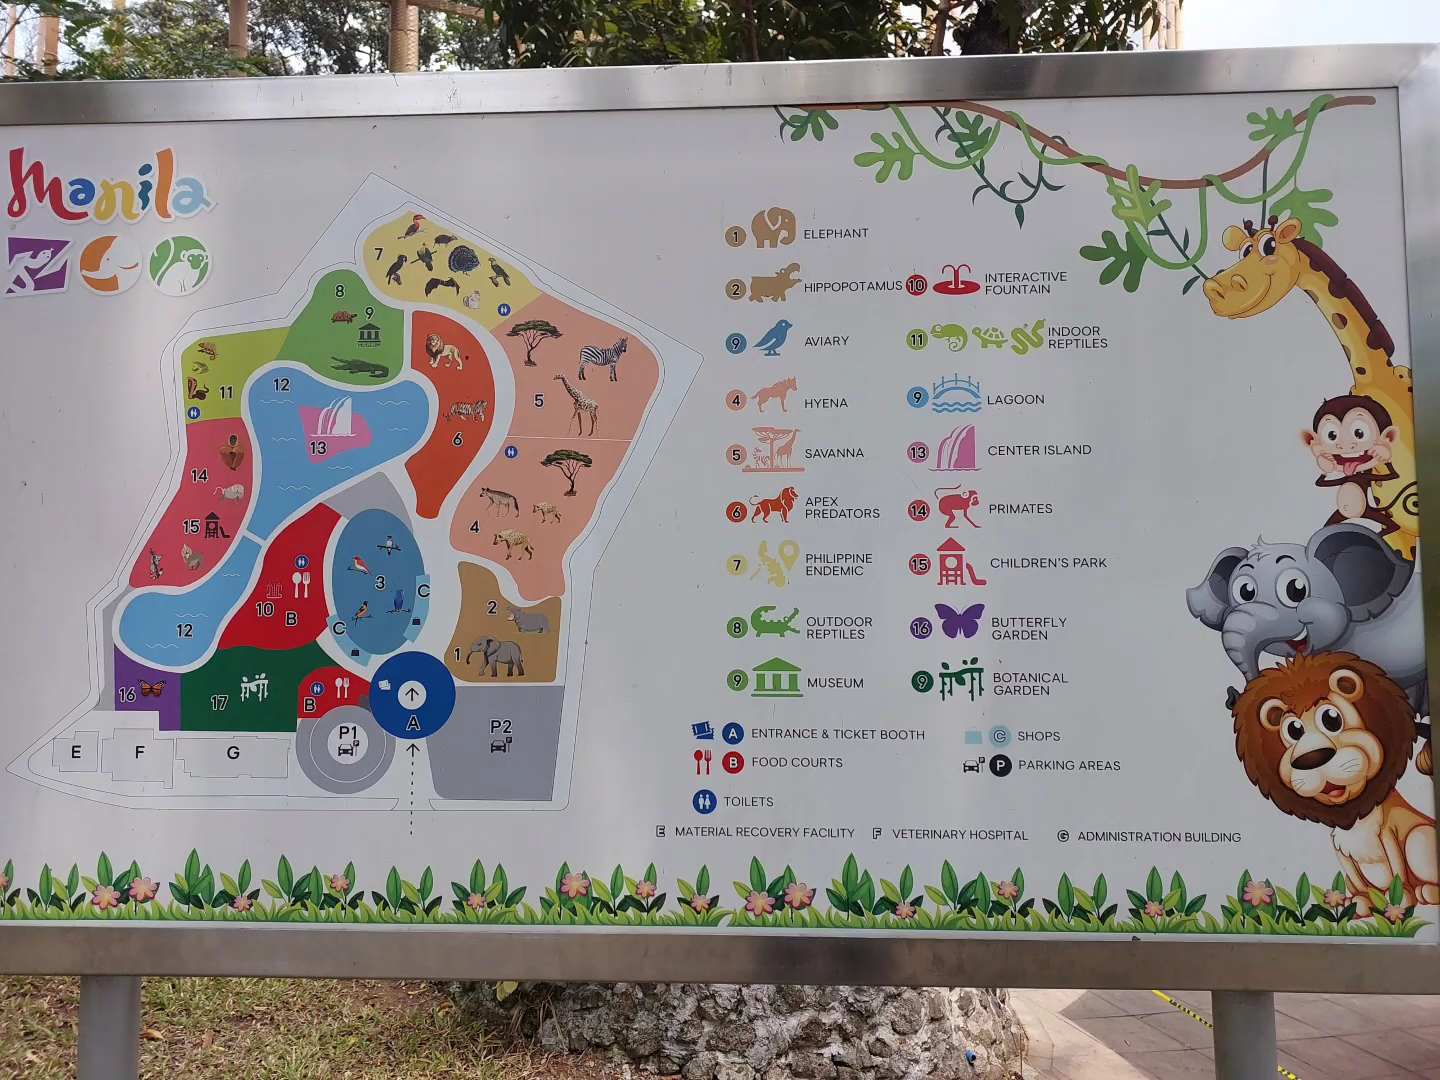 Manila
ZOO
7
8
9
MUSEUM
11
12
13
5
6
14
15
4
3
C
10
B
C
2
12
1
16
17
B
A
P1
P2
E
F
G
1 ELEPHANT
2 HIPPOPOTAMUS
9 AVIARY
4 HYENA
5 SAVANNA
6 APEX
PREDATORS
7 PHILIPPINE
ENDEMIC
8 OUTDOOR
REPTILES
9 MUSEUM
10 INTERACTIVE
FOUNTAIN
11 INDOOR
REPTILES
9 LAGOON
13 CENTER ISLAND
14 PRIMATES
15 CHILDREN'S PARK
16 BUTTERFLY
GARDEN
9 BOTANICAL
GARDEN
A ENTRANCE & TICKET BOOTH
B FOOD COURTS
TOILETS
C SHOPS
P PARKING AREAS
E MATERIAL RECOVERY FACILITY F VETERINARY HOSPITAL G ADMINISTRATION BUILDING